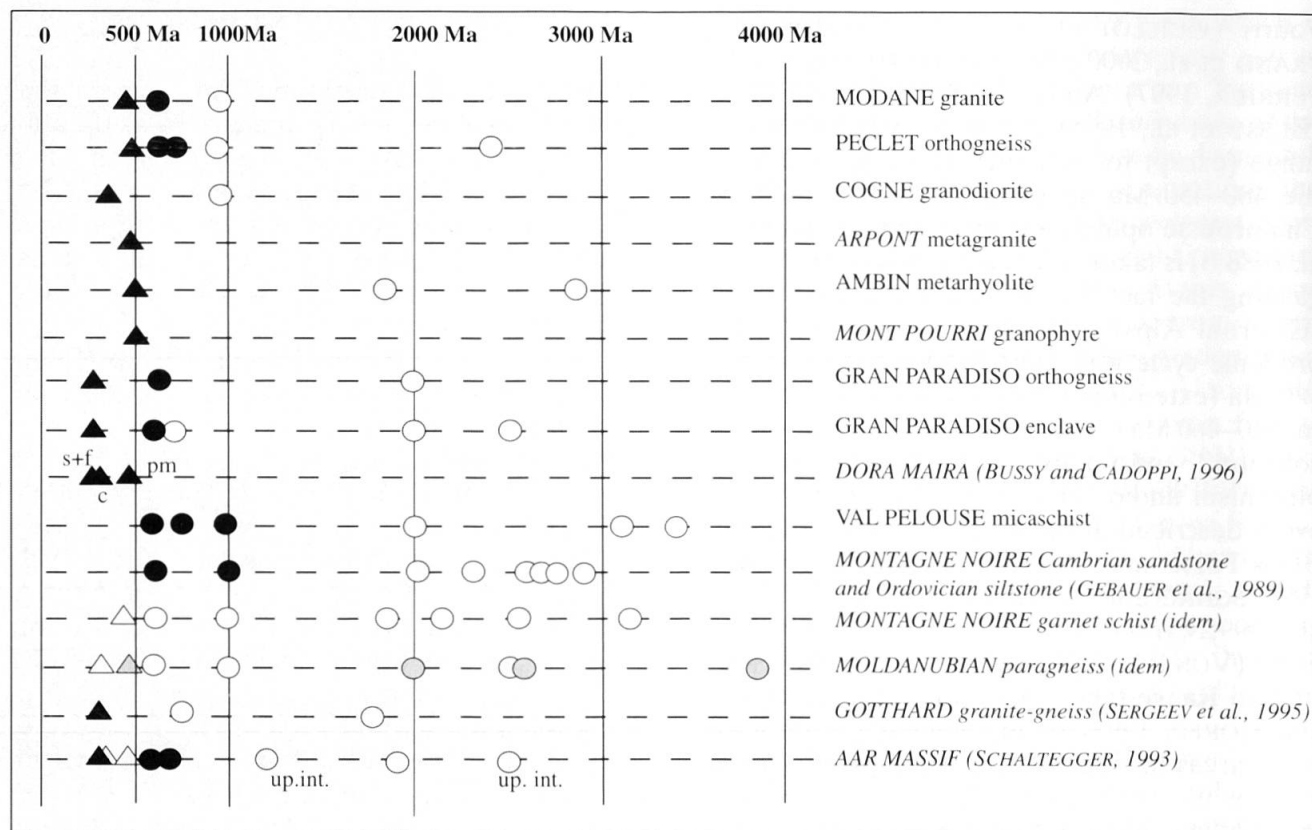 0 500 Ma 1000Ma 2000 Ma 3000 Ma 4000 Ma
MODANE granite
PECLET orthogneiss
COGNE granodiorite
ARPONT metagranite
AMBIN metarhyolite
MONT POURRI granophyre
GRAN PARADISO orthogneiss
GRAN PARADISO enclave
s+f
pm
c
DORA MAIRA (BUSSY and CADOPPI, 1996)
VAL PELOUSE micaschist
MONTAGNE NOIRE Cambrian sandstone
and Ordovician siltstone (GEBAUER et al., 1989)
MONTAGNE NOIRE garnet schist (idem)
MOLDANUBIAN paragneiss (idem)
GOTTHARD granite-gneiss (SERGEEV et al., 1995)
AAR MASSIF (SCHALTEGGER, 1993)
up.int. up. int.